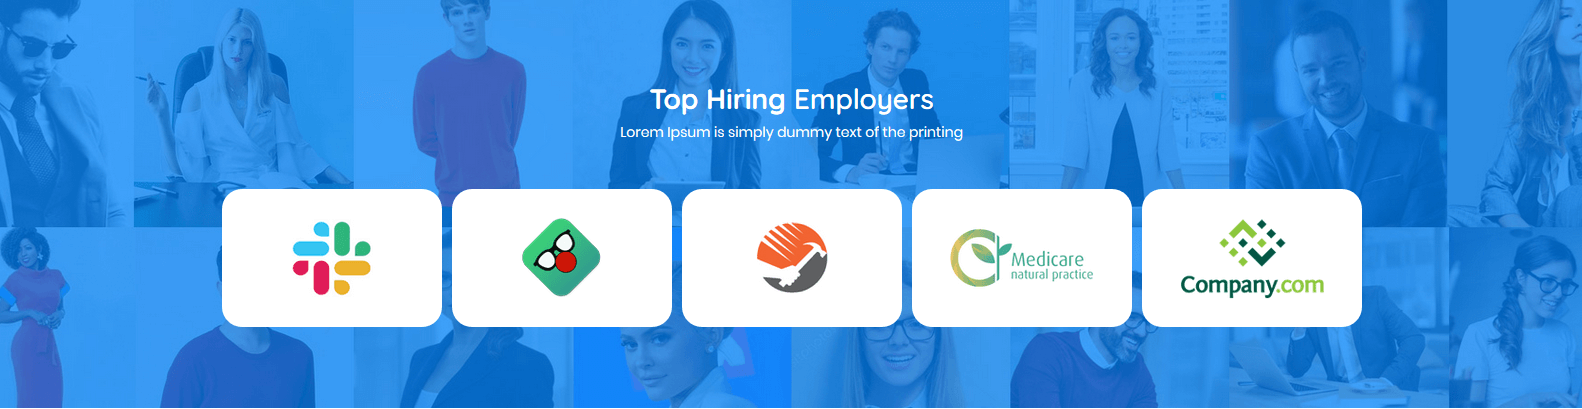 Top Hiring Employers
Lorem Ipsum is simply dummy text of the printing
Medicare
natural practice
Company.com